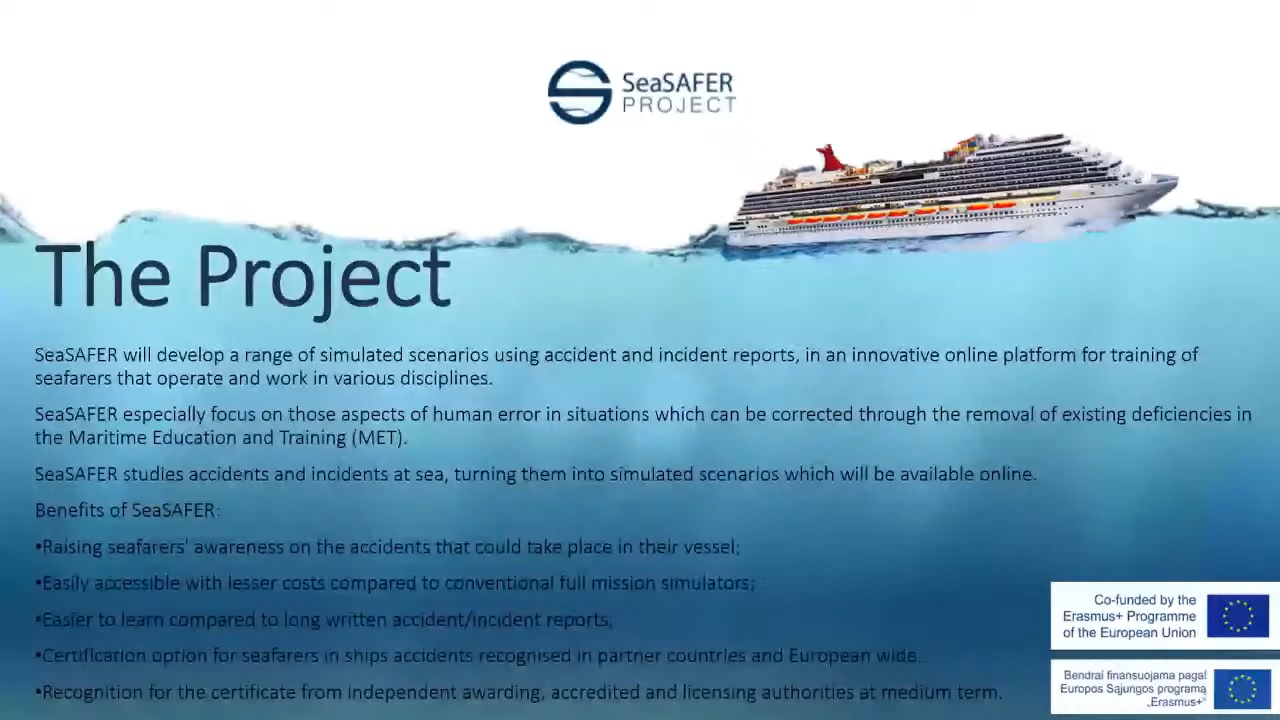 SeaSAFER
PROJECT
The Project
SeaSAFER will develop a range of simulated scenarios using accident and incident reports, in an innovative online platform for training of
seafarers that operate and work in various disciplines.
SeaSAFER especially focus on those aspects of human error in situations which can be corrected through the removal of existing deficiencies in
the Maritime Education and Training (MET).
SeaSAFER studies accidents and incidents at sea, turning them into simulated scenarios which will be available online.
Benefits of SeaSAFER:
•Raising seafarers' awareness on the accidents that could take place in their vessel;
•Easily accessible with lesser costs compared to conventional full mission simulators;
•Easier to learn compared to long written accident/incident reports;
•Certification option for seafarers in ships accidents recognised in partner countries and European wide.
•Recognition for the certificate from independent awarding, accredited and licensing authorities at medium term.
Co-funded by the
Erasmus+ Programme
of the European Union
Bendrai finansuojama pagal
Europos Sąjungos programą
„Erasmus+“